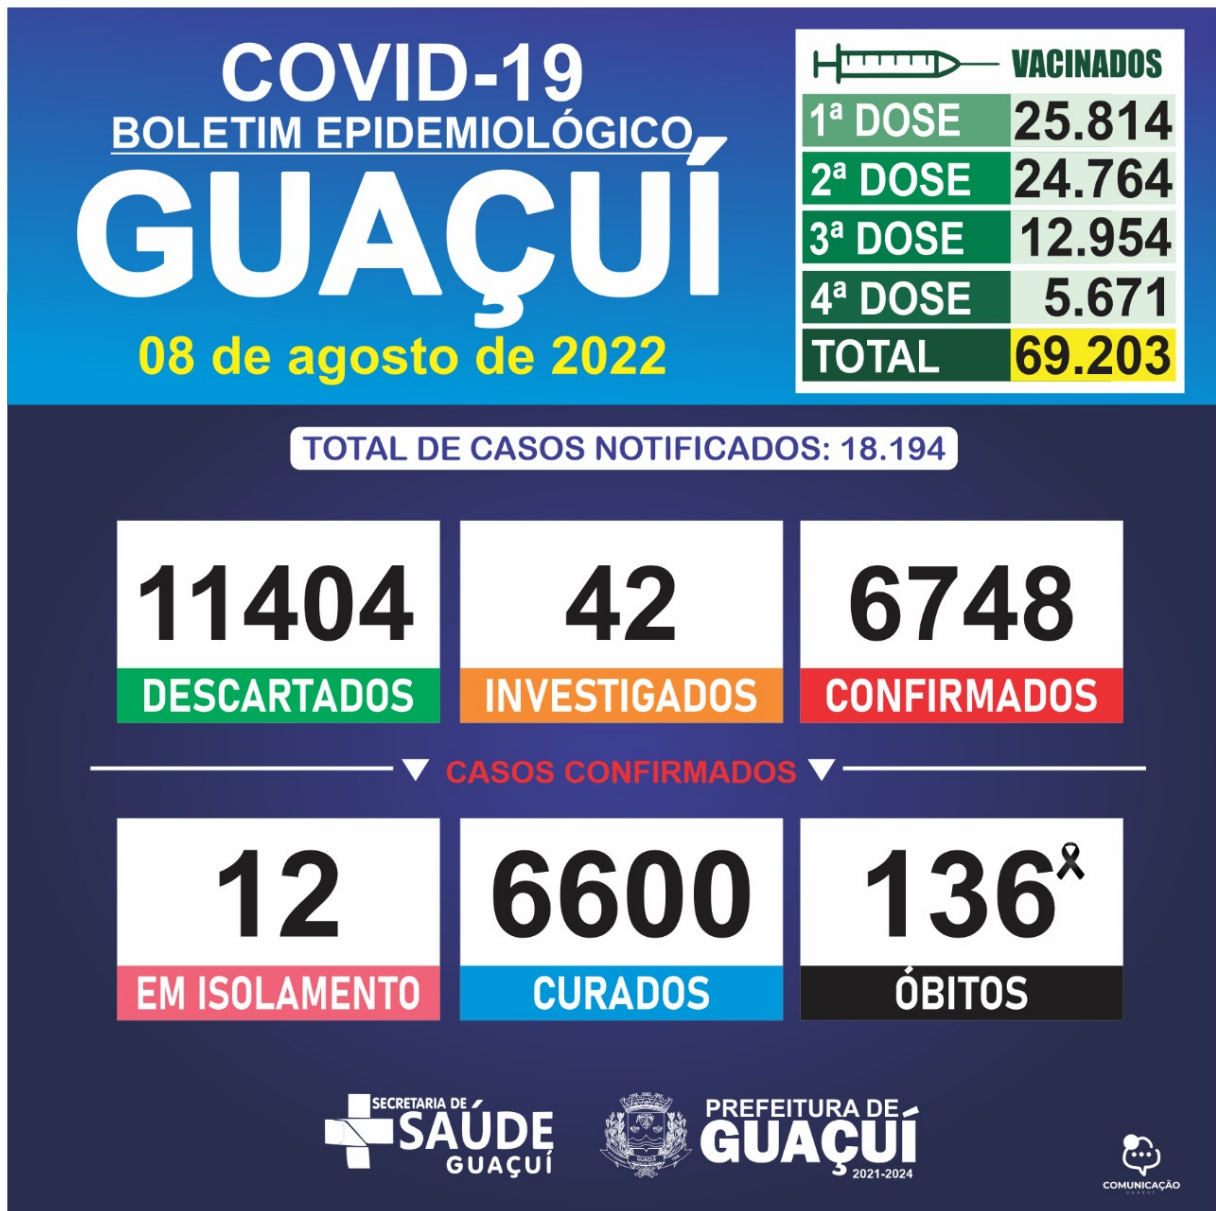 COVID-19
BOLETIM EPIDEMIOLÓGICO
GUAÇUÍ
08 de agosto de 2022
VACINADOS
1ª DOSE 25.814
2ª DOSE 24.764
3ª DOSE 12.954
4ª DOSE 5.671
TOTAL 69.203
TOTAL DE CASOS NOTIFICADOS: 18.194
11404
DESCARTADOS
42
INVESTIGADOS
6748
CONFIRMADOS
CASOS CONFIRMADOS
12
EM ISOLAMENTO
6600
CURADOS
136
ÓBITOS
SECRETARIA DE
SAÚDE
GUAÇUÍ
PREFEITURA DE
GUAÇUÍ
2021-2024
COMUNICAÇÃO
GUAÇUÍ